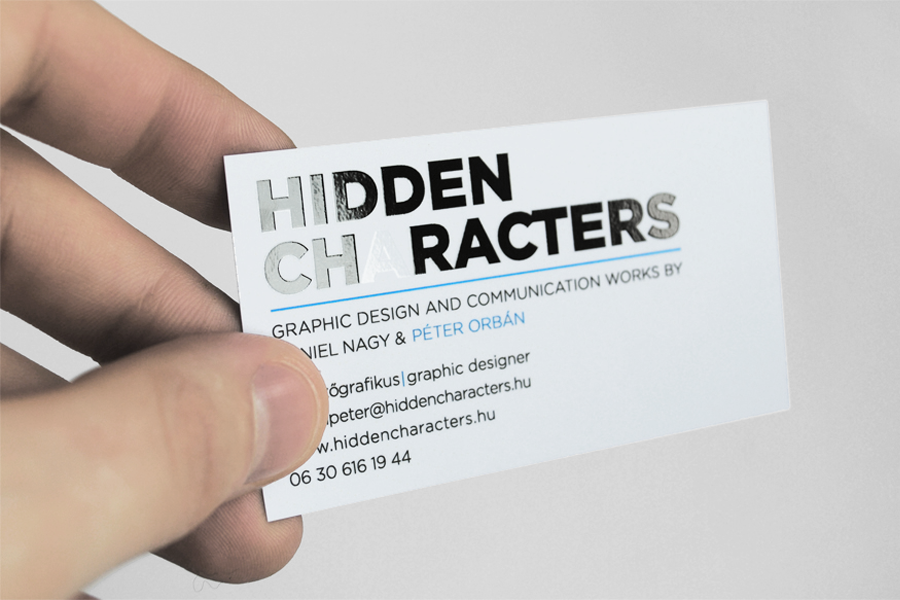 HIDDEN
CHARACTERS
GRAPHIC DESIGN AND COMMUNICATION WORKS BY
NIEL NAGY & PÉTER ORBÁN
rőgrafikus|graphic designer
peter@hiddencharacters.hu
w.hiddencharacters.hu
06 30 616 19 44